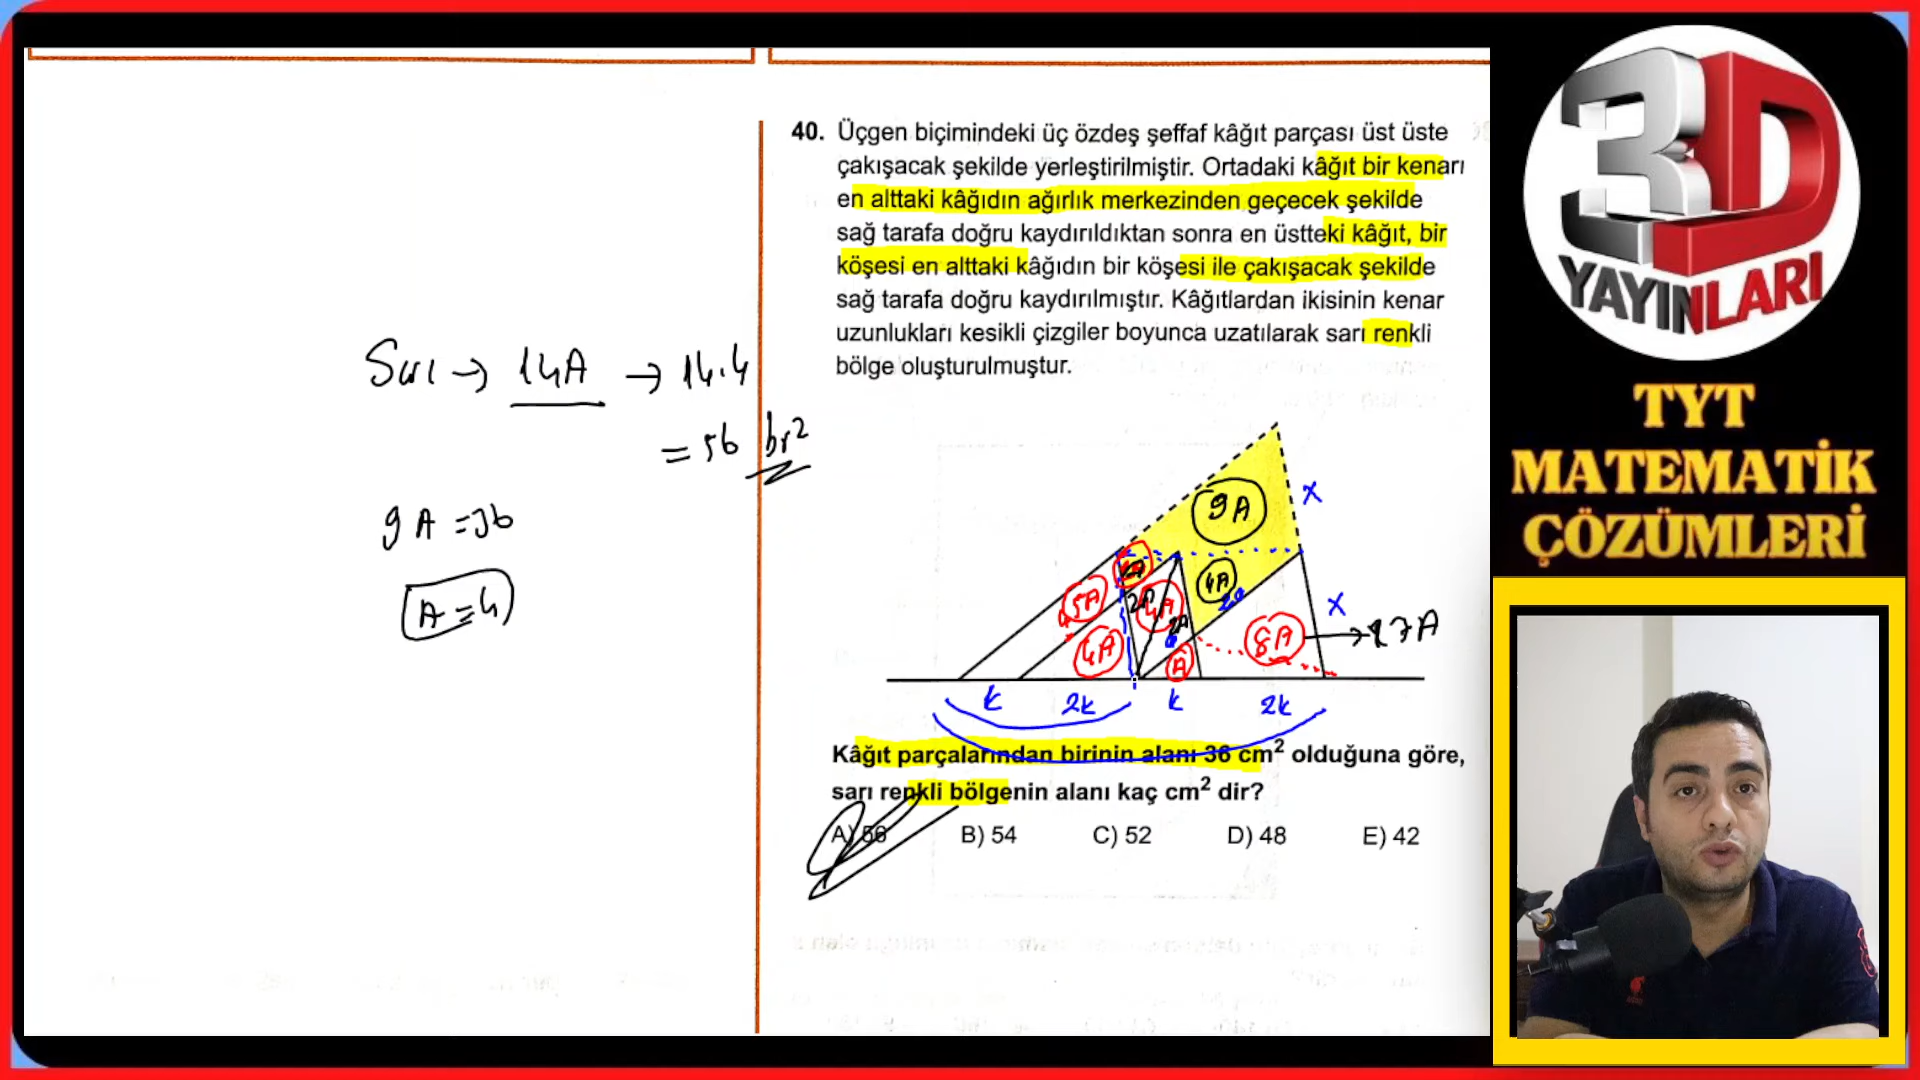 40. Üçgen biçimindeki üç özdeş şeffaf kâğıt parçası üst üste
çakışacak şekilde yerleştirilmiştir. Ortadaki kâğıt bir kenarı
en alttaki kâğıdın ağırlık merkezinden geçecek şekilde
sağ tarafa doğru kaydırıldıktan sonra en üstteki kâğıt, bir
köşesi en alttaki kâğıdın bir köşesi ile çakışacak şekilde
sağ tarafa doğru kaydırılmıştır. Kâğıtlardan ikisinin kenar
uzunlukları kesikli çizgiler boyunca uzatılarak sarı renkli
bölge oluşturulmuştur.
Sarı → 14A → 14.4
= 56 br²
9A = 36
A = 4
9A
x
4A
5A
2A
4A
x
2A
4A
A
8A
27A
k 2k k 2k
Kâğıt parçalarından birinin alanı 36 cm² olduğuna göre,
sarı renkli bölgenin alanı kaç cm² dir?
A) 56 B) 54 C) 52 D) 48 E) 42
3D
YAYINLARI
TYT
MATEMATİK
ÇÖZÜMLERİ